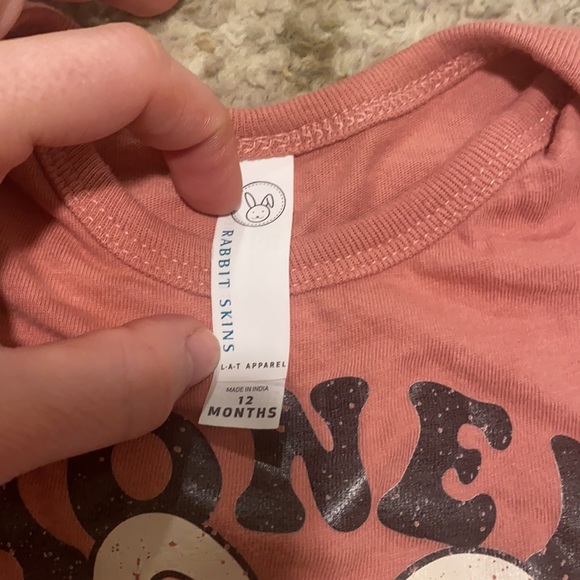 RABBIT SKINS
L·A·T APPAREL
MADE IN INDIA
12
MONTHS
ONE